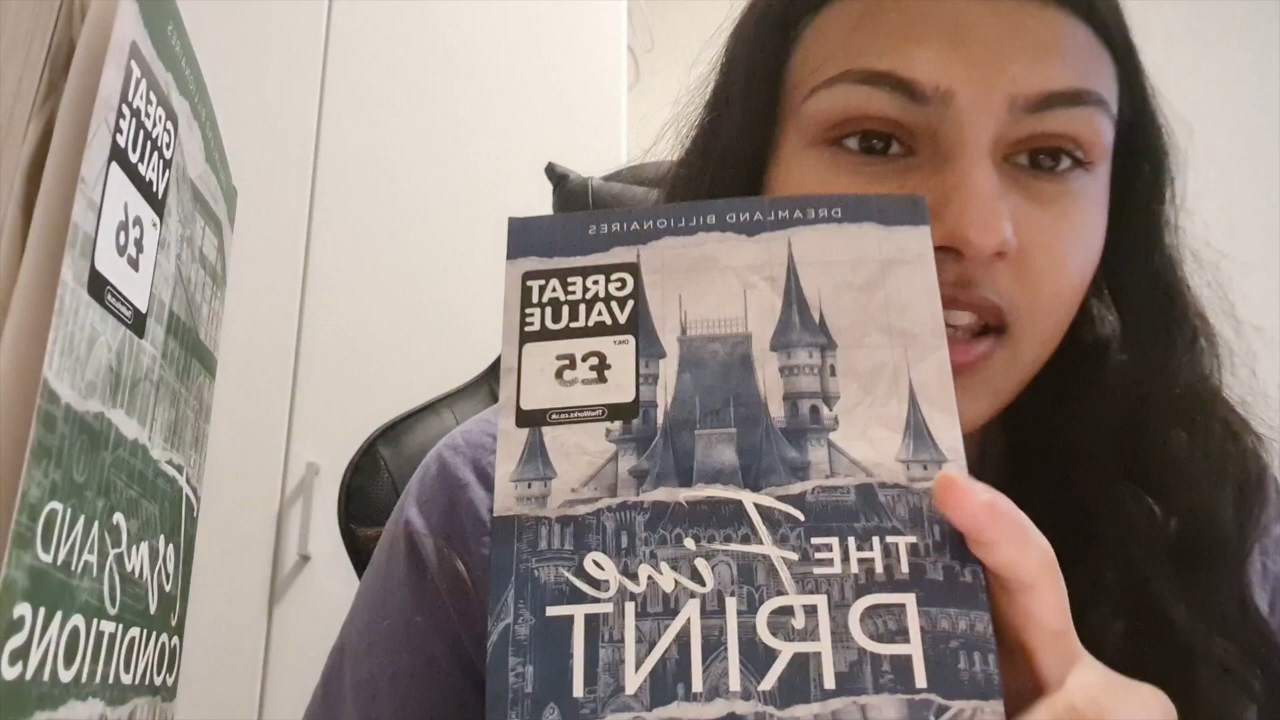 GREAT
VALUE
£6
Terms AND
CONDITIONS
DREAMLAND BILLIONAIRES
GREAT
VALUE
ONLY
£5
TheWorks.co.uk
THE Fine
PRINT